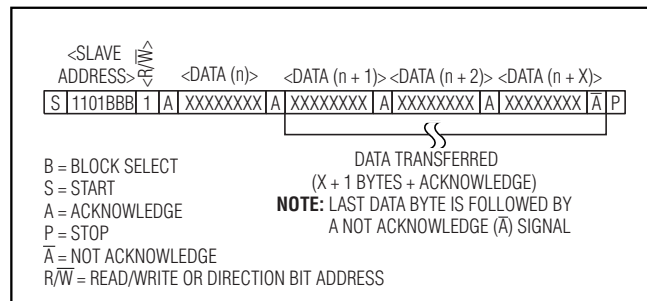 <SLAVE
ADDRESS> <R/W̅> <DATA (n)> <DATA (n + 1)> <DATA (n + 2)> <DATA (n + X)>
S 1101BBB 1 A XXXXXXXX A XXXXXXXX A XXXXXXXX A XXXXXXXX A̅ P
B = BLOCK SELECT
S = START
A = ACKNOWLEDGE
P = STOP
A̅ = NOT ACKNOWLEDGE
R/W̅ = READ/WRITE OR DIRECTION BIT ADDRESS
DATA TRANSFERRED
(X + 1 BYTES + ACKNOWLEDGE)
NOTE: LAST DATA BYTE IS FOLLOWED BY
A NOT ACKNOWLEDGE (A̅) SIGNAL